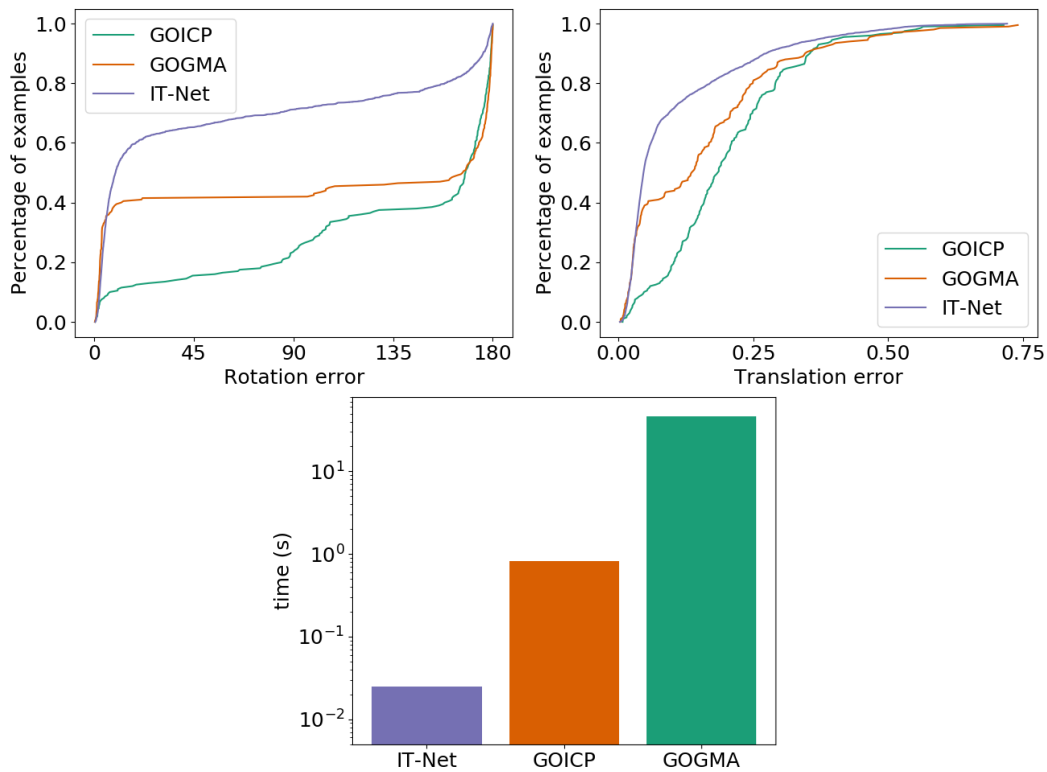 1.0
0.8
0.6
0.4
0.2
0.0
Percentage of examples
GOICP
GOGMA
IT-Net
0 45 90 135 180
Rotation error
1.0
0.8
0.6
0.4
0.2
0.0
Percentage of examples
GOICP
GOGMA
IT-Net
0.00 0.25 0.50 0.75
Translation error
10^1
10^0
10^-1
10^-2
time (s)
IT-Net GOICP GOGMA